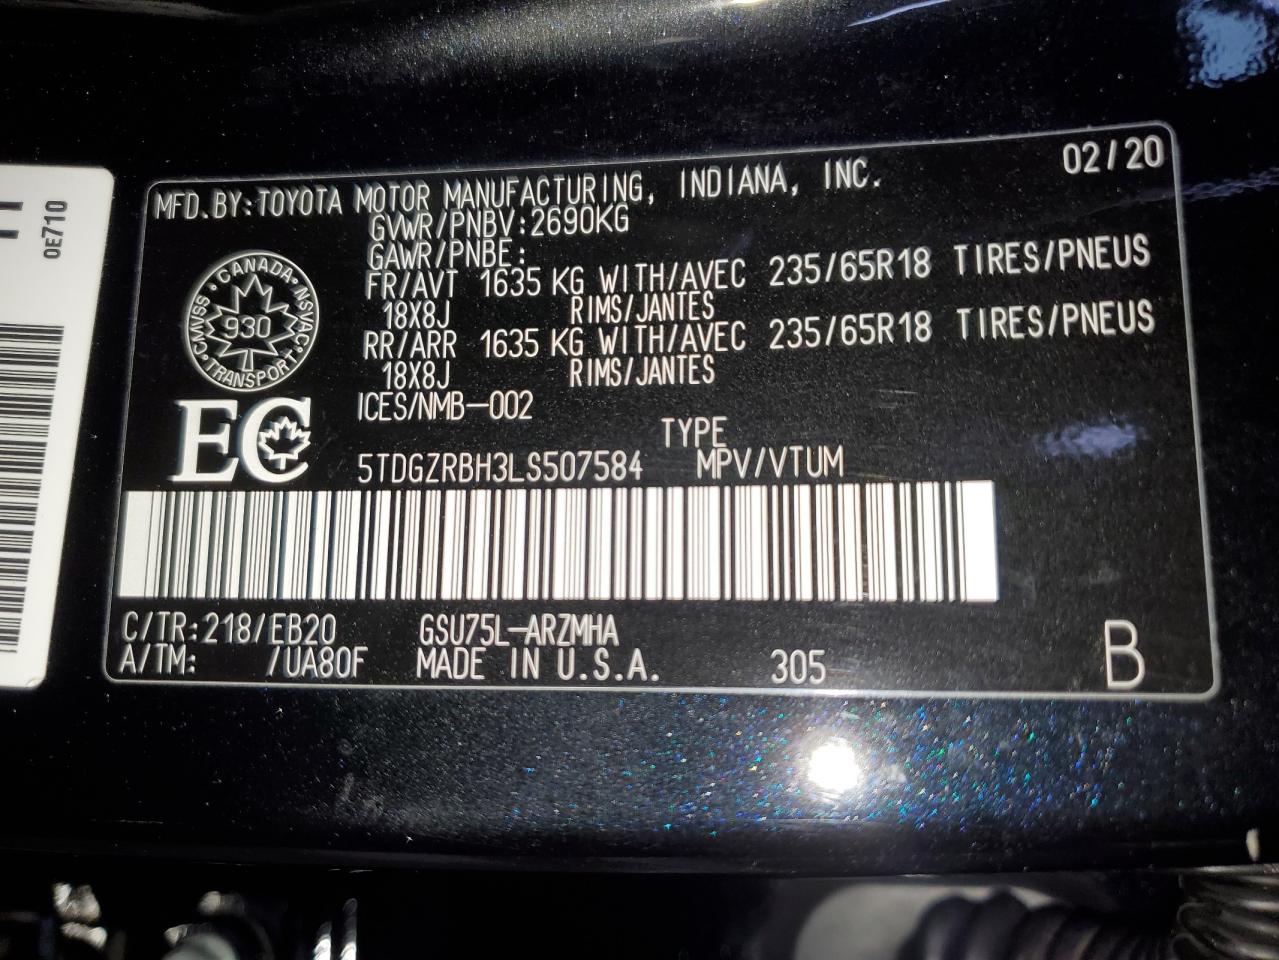 0E710
MFD.BY:TOYOTA MOTOR MANUFACTURING, INDIANA, INC. 02/20
GVWR/PNBV:2690KG
GAWR/PNBE:
FR/AVT 1635 KG WITH/AVEC 235/65R18 TIRES/PNEUS
18X8J RIMS/JANTES
RR/ARR 1635 KG WITH/AVEC 235/65R18 TIRES/PNEUS
18X8J RIMS/JANTES
ICES/NMB-002
CANADA · NSVAC · TRANSPORT · CMVSS ·
930
EC
TYPE
5TDGZRBH3LS507584 MPV/VTUM
C/TR:218/EB20 GSU75L-ARZMHA
A/TM: /UA80F MADE IN U.S.A. 305 B